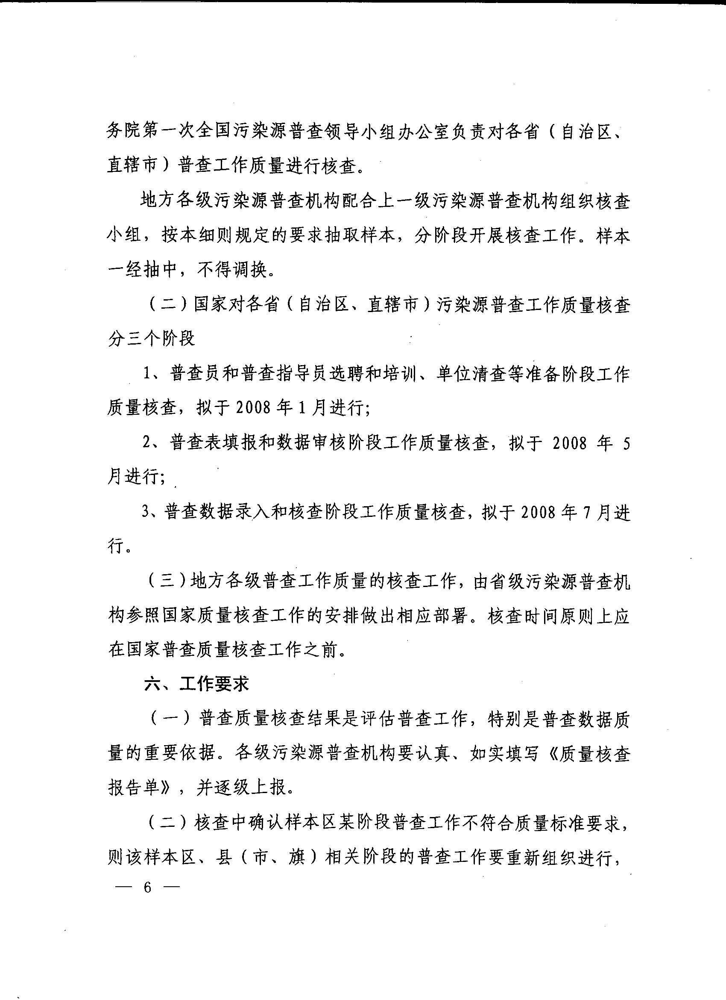 务院第一次全国污染源普查领导小组办公室负责对各省（自治区、
直辖市）普查工作质量进行核查。
地方各级污染源普查机构配合上一级污染源普查机构组织核查
小组，按本细则规定的要求抽取样本，分阶段开展核查工作。样本
一经抽中，不得调换。
（二）国家对各省（自治区、直辖市）污染源普查工作质量核查
分三个阶段
1、普查员和普查指导员选聘和培训、单位清查等准备阶段工作
质量核查，拟于 2008 年 1 月进行；
2、普查表填报和数据审核阶段工作质量核查，拟于 2008 年 5
月进行；
3、普查数据录入和核查阶段工作质量核查，拟于 2008 年 7 月进
行。
（三）地方各级普查工作质量的核查工作，由省级污染源普查机
构参照国家质量核查工作的安排做出相应部署。核查时间原则上应
在国家普查质量核查工作之前。
六、工作要求
（一）普查质量核查结果是评估普查工作，特别是普查数据质
量的重要依据。各级污染源普查机构要认真、如实填写《质量核查
报告单》，并逐级上报。
（二）核查中确认样本区某阶段普查工作不符合质量标准要求，
则该样本区、县（市、旗）相关阶段的普查工作要重新组织进行，
— 6 —